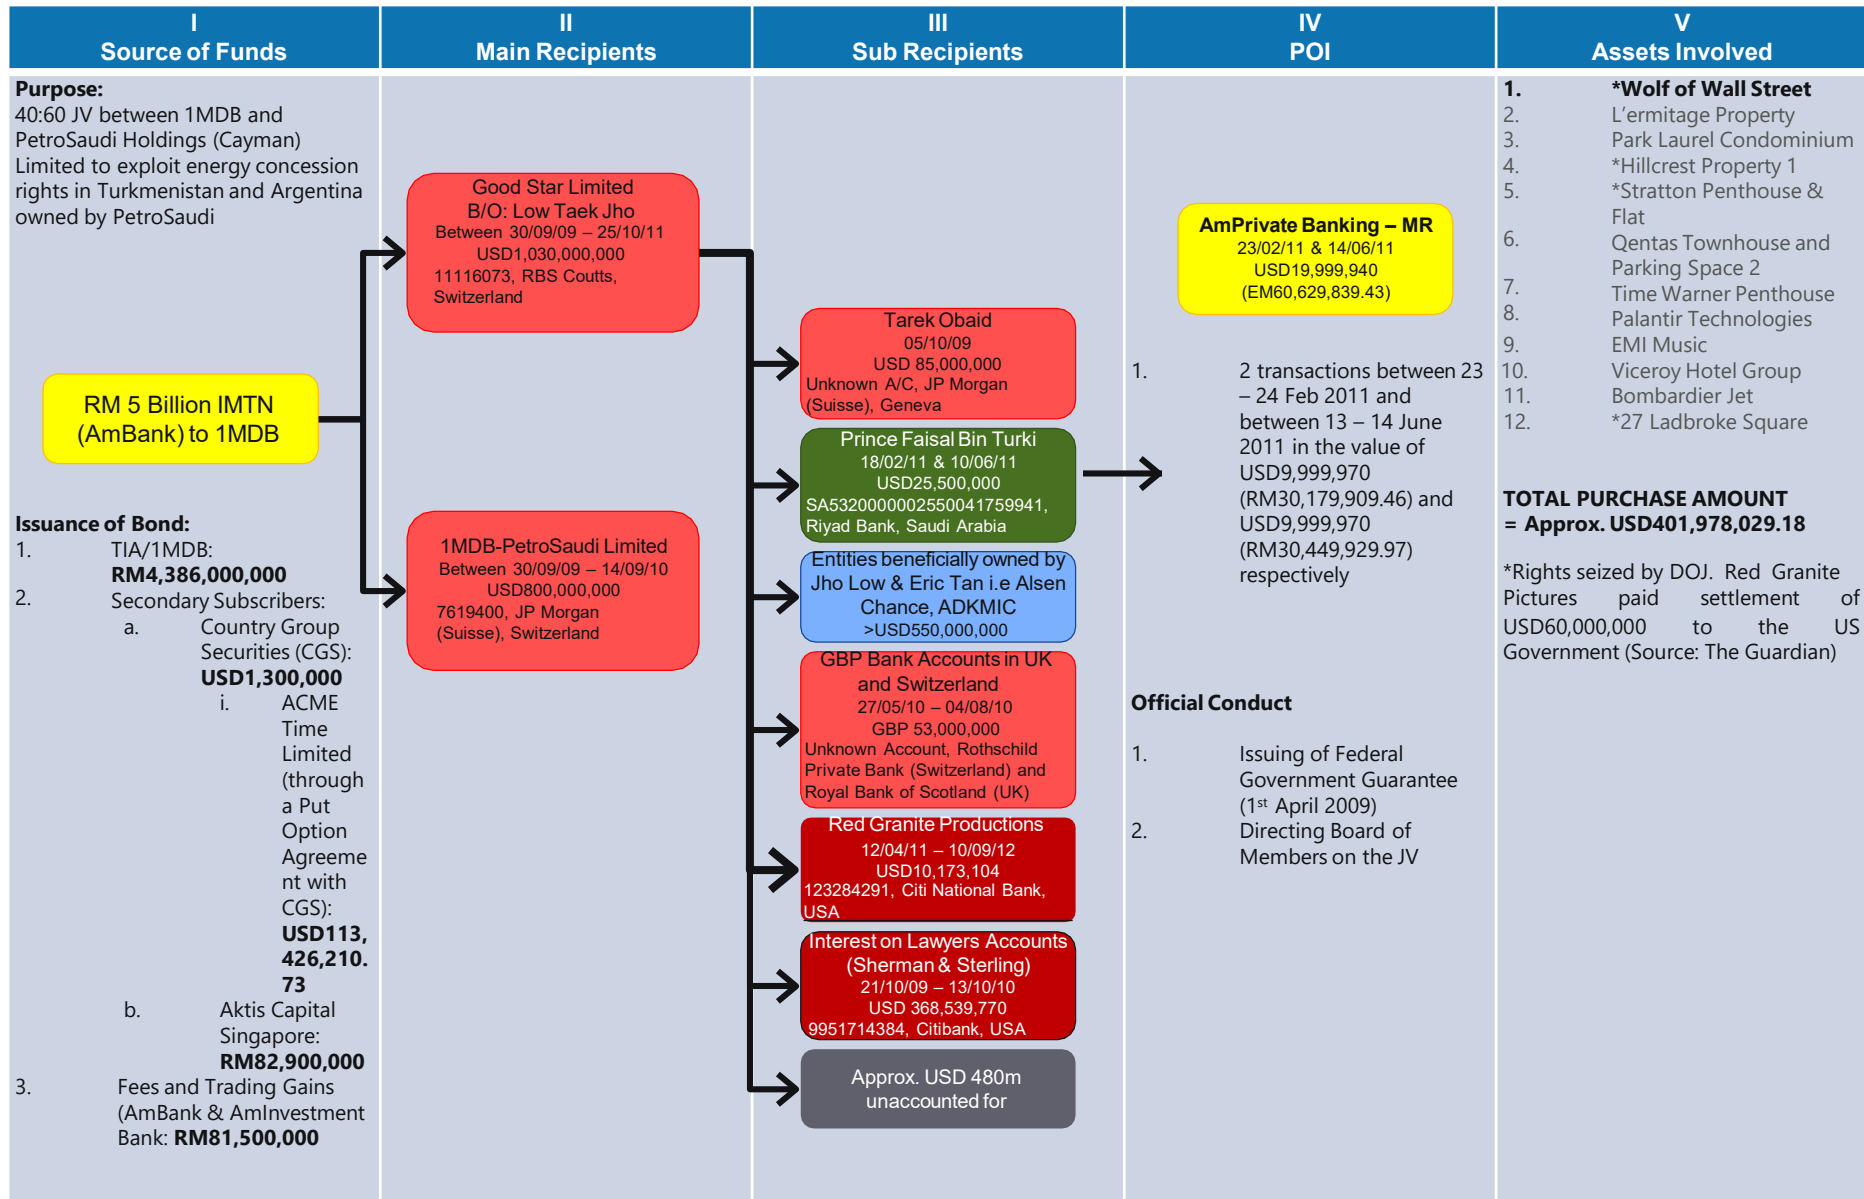 I
Source of Funds
II
Main Recipients
III
Sub Recipients
IV
POI
V
Assets Involved
Purpose:
40:60 JV between 1MDB and
PetroSaudi Holdings (Cayman)
Limited to exploit energy concession
rights in Turkmenistan and Argentina
owned by PetroSaudi
RM 5 Billion IMTN
(AmBank) to 1MDB
Issuance of Bond:
1. TIA/1MDB:
RM4,386,000,000
2. Secondary Subscribers:
a. Country Group
Securities (CGS):
USD1,300,000
i. ACME
Time
Limited
(through
a Put
Option
Agreeme
nt with
CGS):
USD113,
426,210.
73
b. Aktis Capital
Singapore:
RM82,900,000
3. Fees and Trading Gains
(AmBank & AmInvestment
Bank: RM81,500,000
Good Star Limited
B/O: Low Taek Jho
Between 30/09/09 – 25/10/11
USD1,030,000,000
11116073, RBS Coutts,
Switzerland
1MDB-PetroSaudi Limited
Between 30/09/09 – 14/09/10
USD800,000,000
7619400, JP Morgan
(Suisse), Switzerland
Tarek Obaid
05/10/09
USD 85,000,000
Unknown A/C, JP Morgan
(Suisse), Geneva
Prince Faisal Bin Turki
18/02/11 & 10/06/11
USD25,500,000
SA5320000002550041759941,
Riyad Bank, Saudi Arabia
Entities beneficially owned by
Jho Low & Eric Tan i.e Alsen
Chance, ADKMIC
>USD550,000,000
GBP Bank Accounts in UK
and Switzerland
27/05/10 – 04/08/10
GBP 53,000,000
Unknown Account, Rothschild
Private Bank (Switzerland) and
Royal Bank of Scotland (UK)
Red Granite Productions
12/04/11 – 10/09/12
USD10,173,104
123284291, Citi National Bank,
USA
Interest on Lawyers Accounts
(Sherman & Sterling)
21/10/09 – 13/10/10
USD 368,539,770
9951714384, Citibank, USA
Approx. USD 480m
unaccounted for
AmPrivate Banking – MR
23/02/11 & 14/06/11
USD19,999,940
(EM60,629,839.43)
1. 2 transactions between 23
– 24 Feb 2011 and
between 13 – 14 June
2011 in the value of
USD9,999,970
(RM30,179,909.46) and
USD9,999,970
(RM30,449,929.97)
respectively
Official Conduct
1. Issuing of Federal
Government Guarantee
(1st April 2009)
2. Directing Board of
Members on the JV
1. *Wolf of Wall Street
2. L'ermitage Property
3. Park Laurel Condominium
4. *Hillcrest Property 1
5. *Stratton Penthouse &
Flat
6. Qentas Townhouse and
Parking Space 2
7. Time Warner Penthouse
8. Palantir Technologies
9. EMI Music
10. Viceroy Hotel Group
11. Bombardier Jet
12. *27 Ladbroke Square
TOTAL PURCHASE AMOUNT
= Approx. USD401,978,029.18
*Rights seized by DOJ. Red Granite
Pictures paid settlement of
USD60,000,000 to the US
Government (Source: The Guardian)